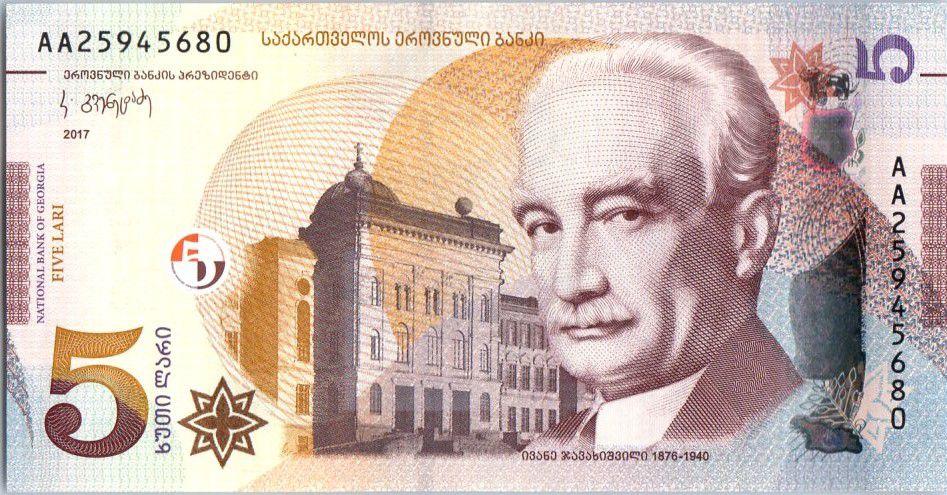 AA25945680
საქართველოს ეროვნული ბანკი
5
ეროვნული ბანკის პრეზიდენტი
2017
NATIONAL BANK OF GEORGIA
FIVE LARI
5
5
ხუთი ლარი
AA25945680
ივანე ჯავახიშვილი 1876-1940